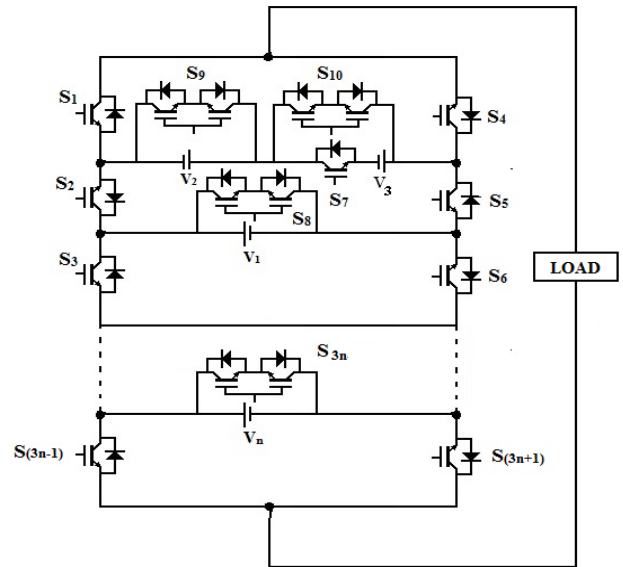 S9
S10
S1
S4
V2
V3
S7
S2
S5
S8
V1
S3
S6
LOAD
S3n
Vn
S(3n-1)
S(3n+1)